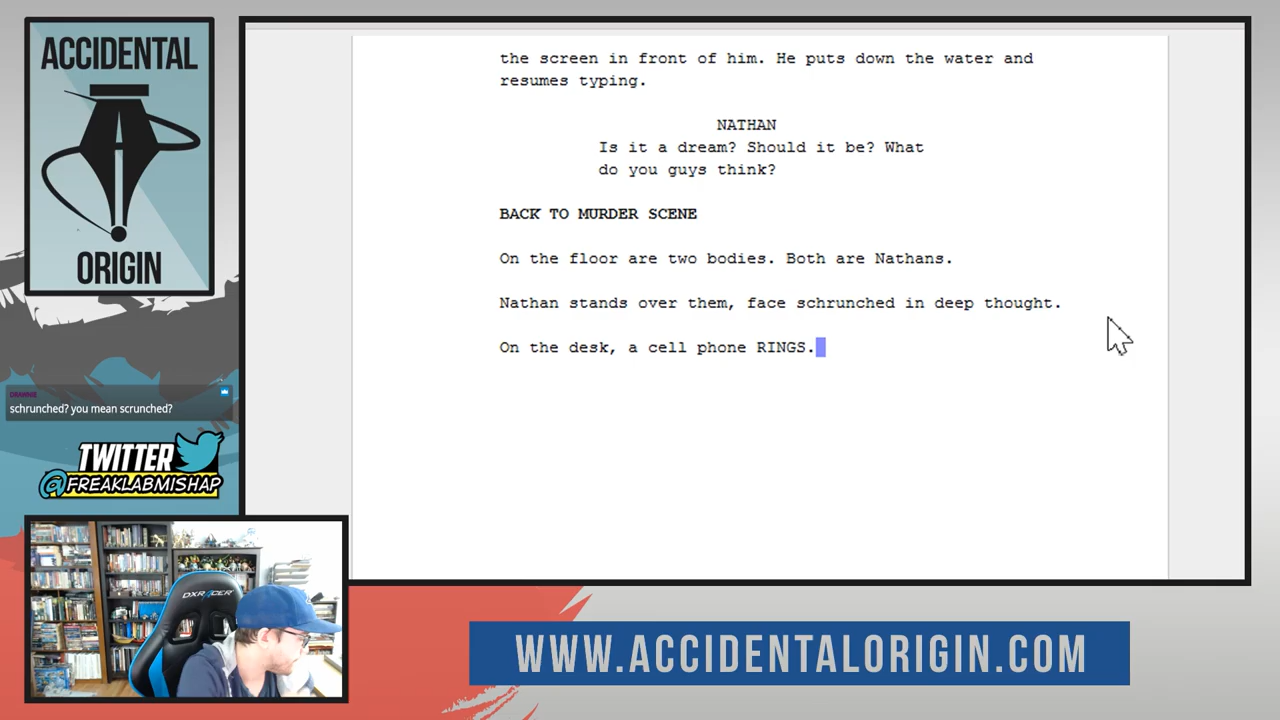 ACCIDENTAL
ORIGIN
the screen in front of him. He puts down the water and
resumes typing.
NATHAN
Is it a dream? Should it be? What
do you guys think?
BACK TO MURDER SCENE
On the floor are two bodies. Both are Nathans.
Nathan stands over them, face schrunched in deep thought.
On the desk, a cell phone RINGS.
schrunched? you mean scrunched?
TWITTER
@FREAKLABMISHAP
DXRACER
WWW.ACCIDENTALORIGIN.COM